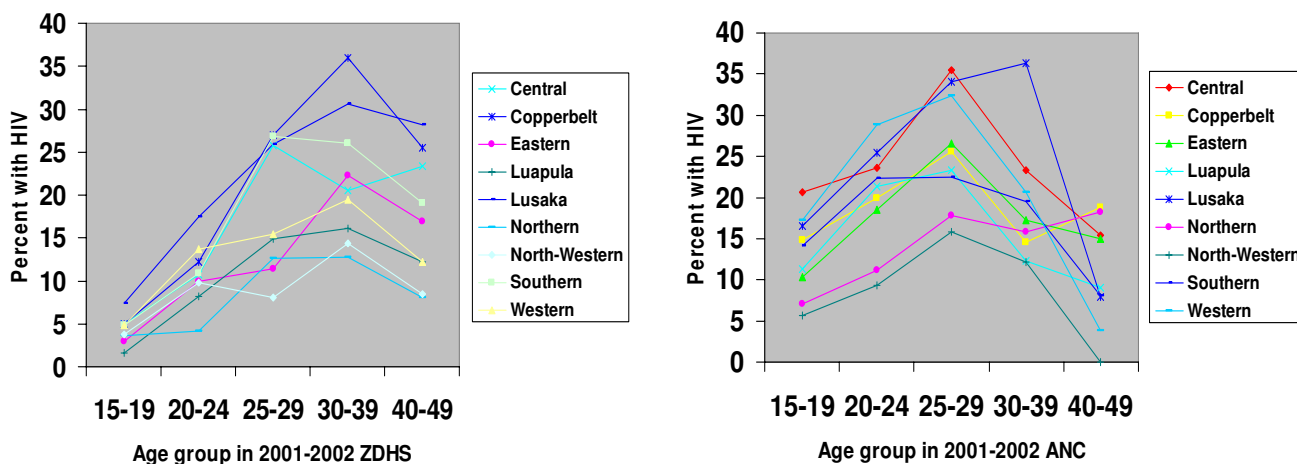 Percent with HIV
40
35
30
25
20
15
10
5
0
15-19 20-24 25-29 30-39 40-49
Age group in 2001-2002 ZDHS
Central
Copperbelt
Eastern
Luapula
Lusaka
Northern
North-Western
Southern
Western
Percent with HIV
40
35
30
25
20
15
10
5
0
15-19 20-24 25-29 30-39 40-49
Age group in 2001-2002 ANC
Central
Copperbelt
Eastern
Luapula
Lusaka
Northern
North-Western
Southern
Western